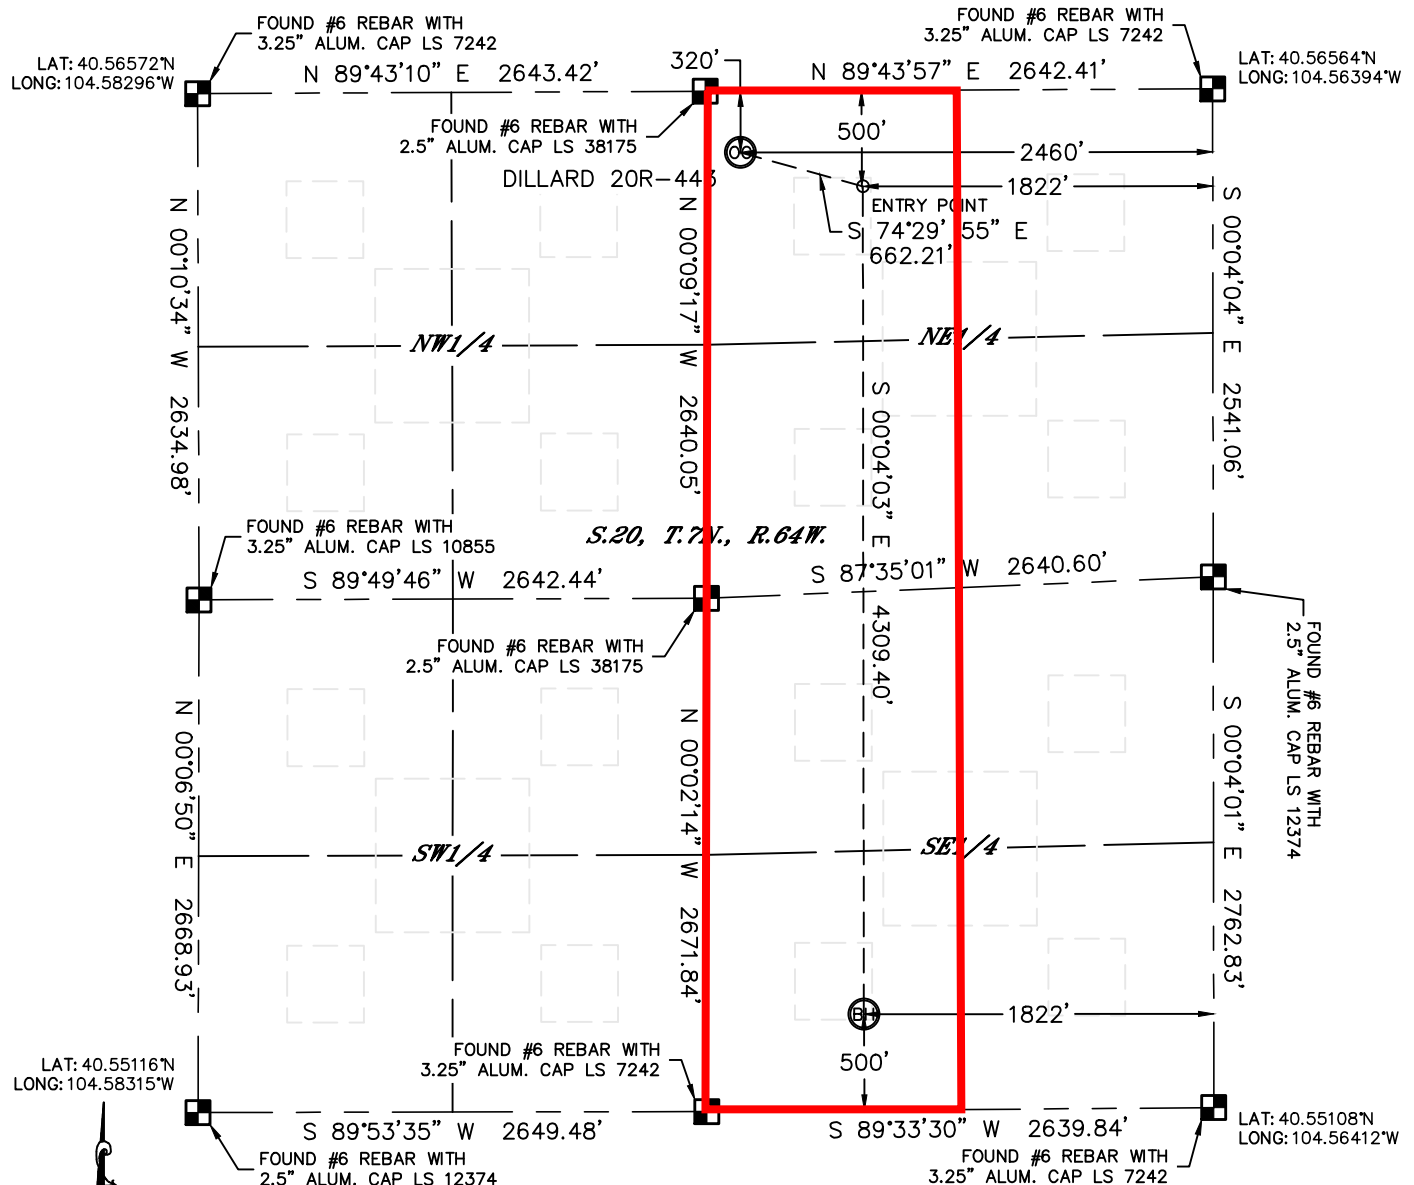 FOUND #6 REBAR WITH
3.25" ALUM. CAP LS 7242
LAT: 40.56572°N
LONG: 104.58296°W
N 89°43'10" E 2643.42'
320'
FOUND #6 REBAR WITH
3.25" ALUM. CAP LS 7242
N 89°43'57" E 2642.41'
LAT: 40.56564°N
LONG: 104.56394°W
FOUND #6 REBAR WITH
2.5" ALUM. CAP LS 38175
500'
OG
2460'
DILLARD 20R-443
1822'
ENTRY POINT
S 74°29'55" E
662.21'
N 00°10'34" W 2634.98'
N 00°09'17" W 2640.05'
S 00°04'04" E 2541.06'
NW1/4
NE1/4
S 00°04'03" E 4309.40'
FOUND #6 REBAR WITH
3.25" ALUM. CAP LS 10855
S.20, T.7N., R.64W.
S 89°49'46" W 2642.44'
S 87°35'01" W 2640.60'
FOUND #6 REBAR WITH
2.5" ALUM. CAP LS 38175
FOUND #6 REBAR WITH
2.5" ALUM. CAP LS 12374
N 00°06'50" E 2668.93'
N 00°02'14" W 2671.84'
S 00°04'01" E 2762.83'
SW1/4
SE1/4
BH
1822'
500'
FOUND #6 REBAR WITH
3.25" ALUM. CAP LS 7242
LAT: 40.55116°N
LONG: 104.58315°W
S 89°53'35" W 2649.48'
S 89°33'30" W 2639.84'
LAT: 40.55108°N
LONG: 104.56412°W
FOUND #6 REBAR WITH
2.5" ALUM. CAP LS 12374
FOUND #6 REBAR WITH
3.25" ALUM. CAP LS 7242